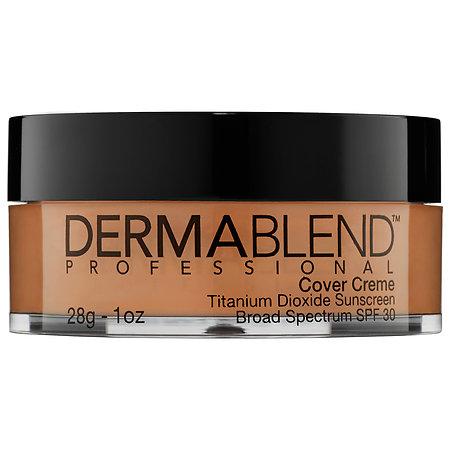 DERMABLEND™
PROFESSIONAL
Cover Creme
Titanium Dioxide Sunscreen
28g - 1oz Broad Spectrum SPF 30